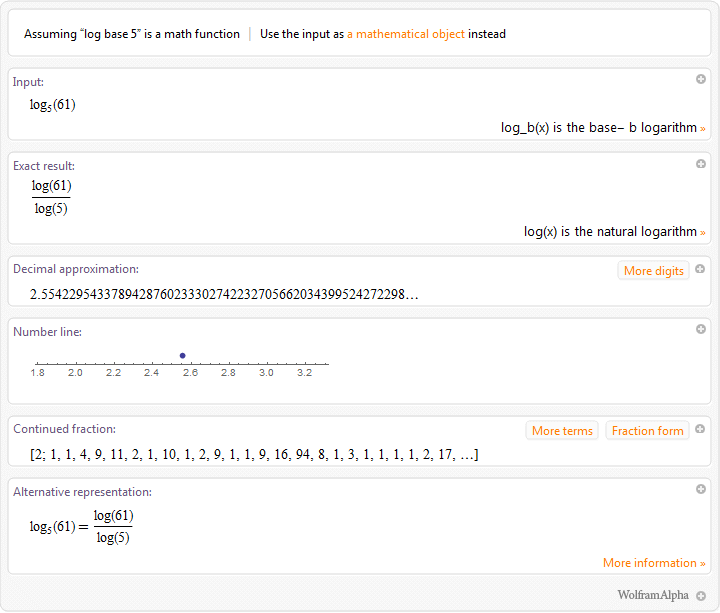 Assuming “log base 5” is a math function | Use the input as a mathematical object instead
Input:
log₅(61)
log_b(x) is the base– b logarithm »
Exact result:
log(61)
log(5)
log(x) is the natural logarithm »
Decimal approximation:
More digits
2.55422954337894287602333027422327056620343995242722​98…
Number line:
1.8 2.0 2.2 2.4 2.6 2.8 3.0 3.2
Continued fraction:
More terms Fraction form
[2; 1, 1, 4, 9, 11, 2, 1, 10, 1, 2, 9, 1, 1, 9, 16, 94, 8, 1, 3, 1, 1, 1, 1, 2, 17, …]
Alternative representation:
log₅(61) = log(61)
log(5)
More information »
WolframAlpha